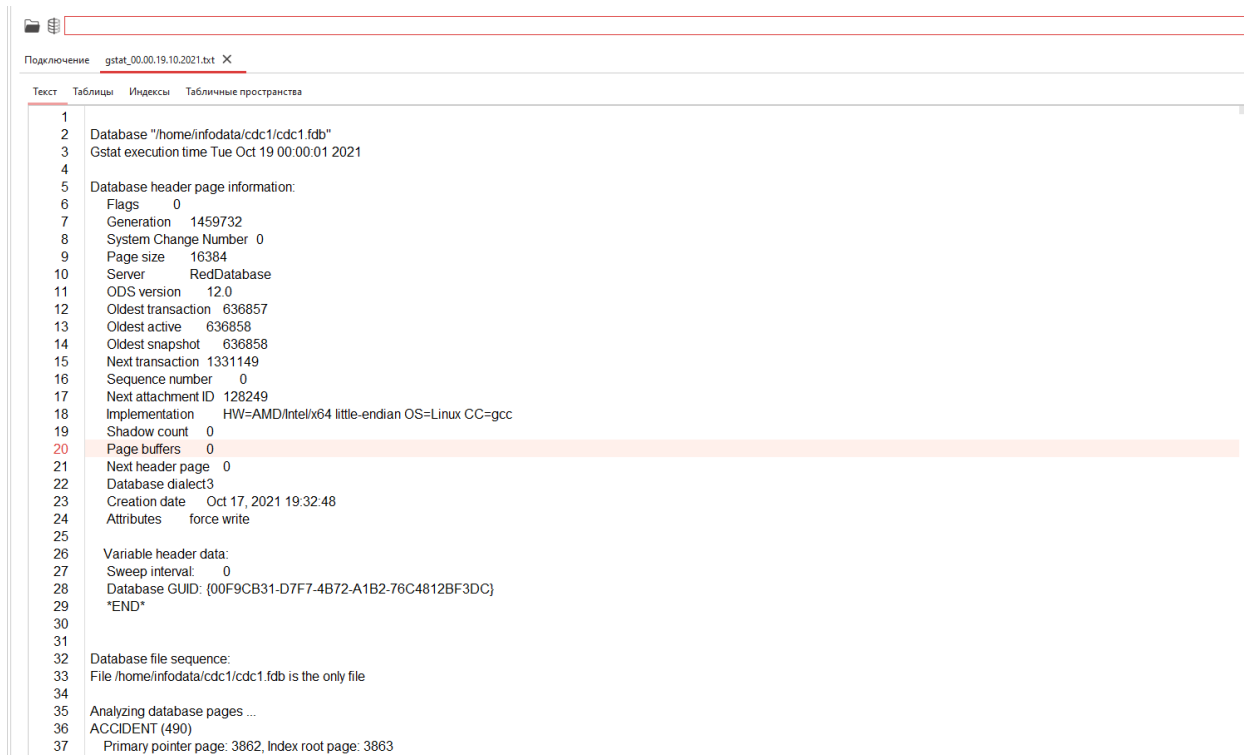 Подключение gstat_00.00.19.10.2021.txt
Текст Таблицы Индексы Табличные пространства
1
2 Database "/home/infodata/cdc1/cdc1.fdb"
3 Gstat execution time Tue Oct 19 00:00:01 2021
4
5 Database header page information:
6 Flags 0
7 Generation 1459732
8 System Change Number 0
9 Page size 16384
10 Server RedDatabase
11 ODS version 12.0
12 Oldest transaction 636857
13 Oldest active 636858
14 Oldest snapshot 636858
15 Next transaction 1331149
16 Sequence number 0
17 Next attachment ID 128249
18 Implementation HW=AMD/Intel/x64 little-endian OS=Linux CC=gcc
19 Shadow count 0
20 Page buffers 0
21 Next header page 0
22 Database dialect3
23 Creation date Oct 17, 2021 19:32:48
24 Attributes force write
25
26 Variable header data:
27 Sweep interval: 0
28 Database GUID: {00F9CB31-D7F7-4B72-A1B2-76C4812BF3DC}
29 *END*
30
31
32 Database file sequence:
33 File /home/infodata/cdc1/cdc1.fdb is the only file
34
35 Analyzing database pages ...
36 ACCIDENT (490)
37 Primary pointer page: 3862, Index root page: 3863